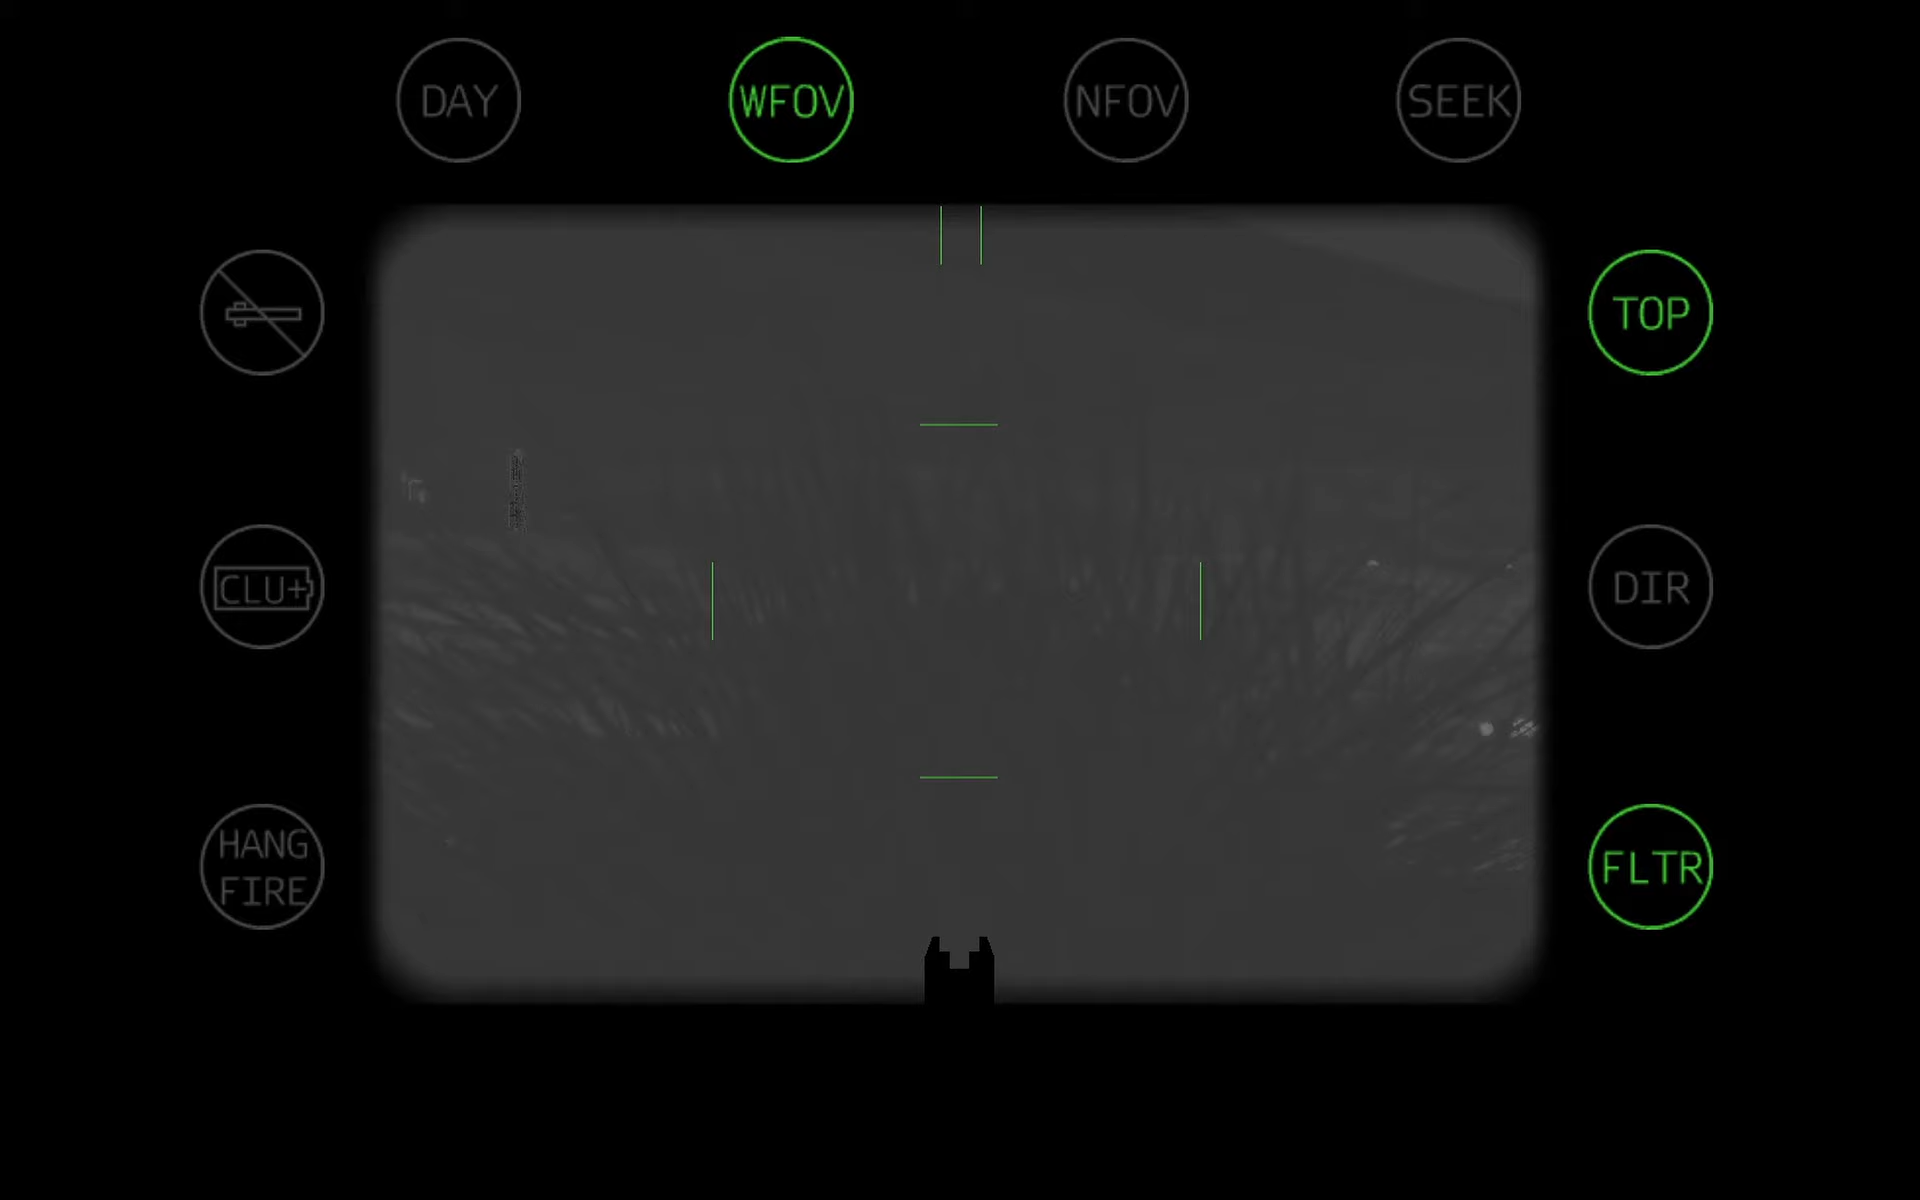 DAY
WFOV
NFOV
SEEK
TOP
CLU+
DIR
HANG
FIRE
FLTR